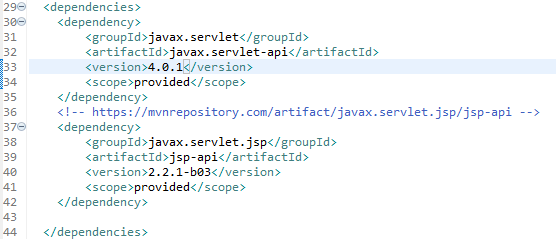 29 <dependencies>
30 <dependency>
31 <groupId>javax.servlet</groupId>
32 <artifactId>javax.servlet-api</artifactId>
33 <version>4.0.1</version>
34 <scope>provided</scope>
35 </dependency>
36 <!-- https://mvnrepository.com/artifact/javax.servlet.jsp/jsp-api -->
37 <dependency>
38 <groupId>javax.servlet.jsp</groupId>
39 <artifactId>jsp-api</artifactId>
40 <version>2.2.1-b03</version>
41 <scope>provided</scope>
42 </dependency>
43
44 </dependencies>